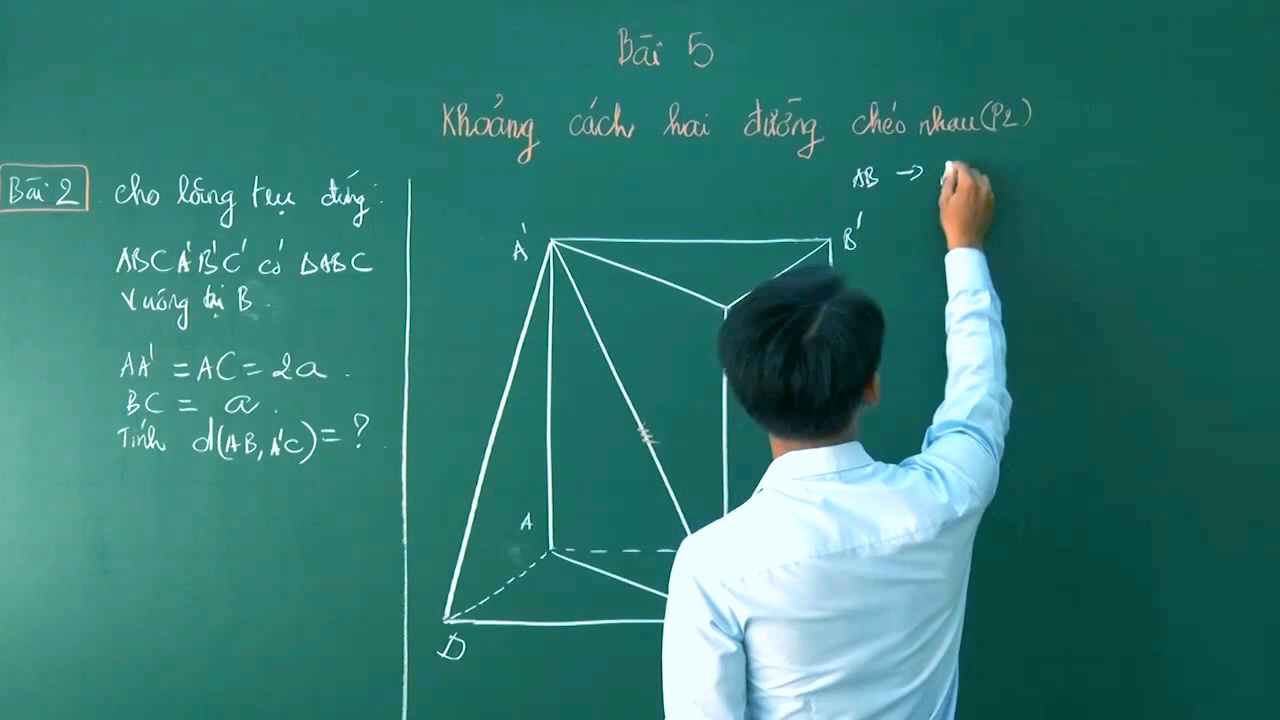 Bài 5
Khoảng cách hai đường chéo nhau (P2)
Bài 2 Cho lăng trụ đứng:
ABC A'B'C' có ΔABC
Vuông tại B.
AA' = AC = 2a.
BC = a.
Tính d(AB, A'C) = ?
AB →
A'
B'
A
D